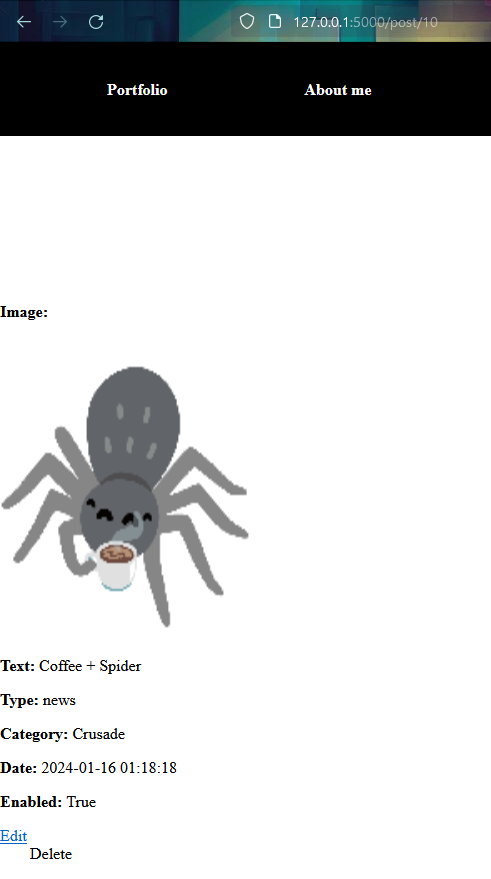 127.0.0.1:5000/post/10
Portfolio About me
Image:
Text: Coffee + Spider
Type: news
Category: Crusade
Date: 2024-01-16 01:18:18
Enabled: True
Edit
Delete